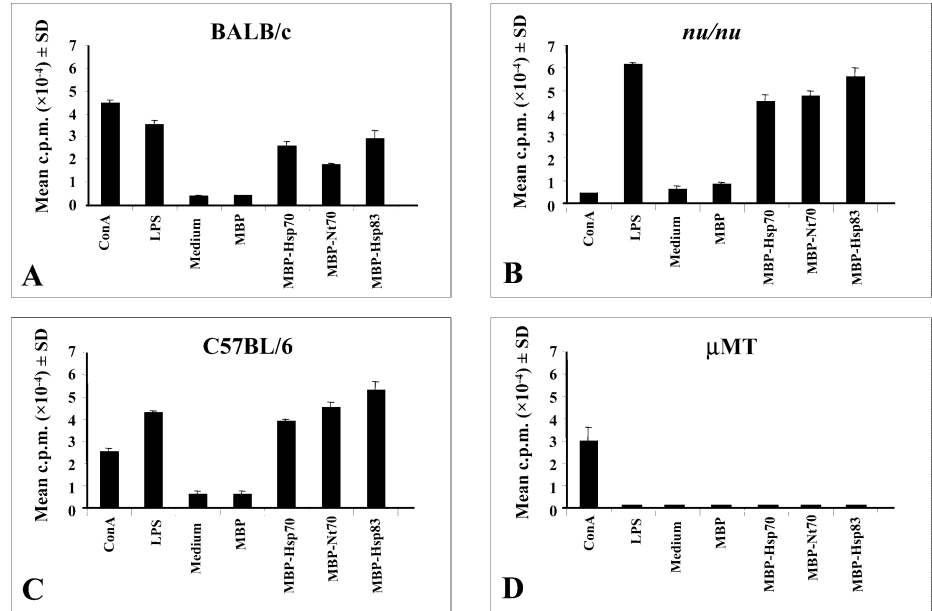 BALB/c
Mean c.p.m. (×10⁻⁴) ± SD
7
6
5
4
3
2
1
0
ConA
LPS
Medium
MBP
MBP-Hsp70
MBP-Nt70
MBP-Hsp83
A
nu/nu
Mean c.p.m. (×10⁻⁴) ± SD
7
6
5
4
3
2
1
0
ConA
LPS
Medium
MBP
MBP-Hsp70
MBP-Nt70
MBP-Hsp83
B
C57BL/6
Mean c.p.m. (×10⁻⁴) ± SD
7
6
5
4
3
2
1
0
ConA
LPS
Medium
MBP
MBP-Hsp70
MBP-Nt70
MBP-Hsp83
C
μMT
Mean c.p.m. (×10⁻⁴) ± SD
7
6
5
4
3
2
1
0
ConA
LPS
Medium
MBP
MBP-Hsp70
MBP-Nt70
MBP-Hsp83
D